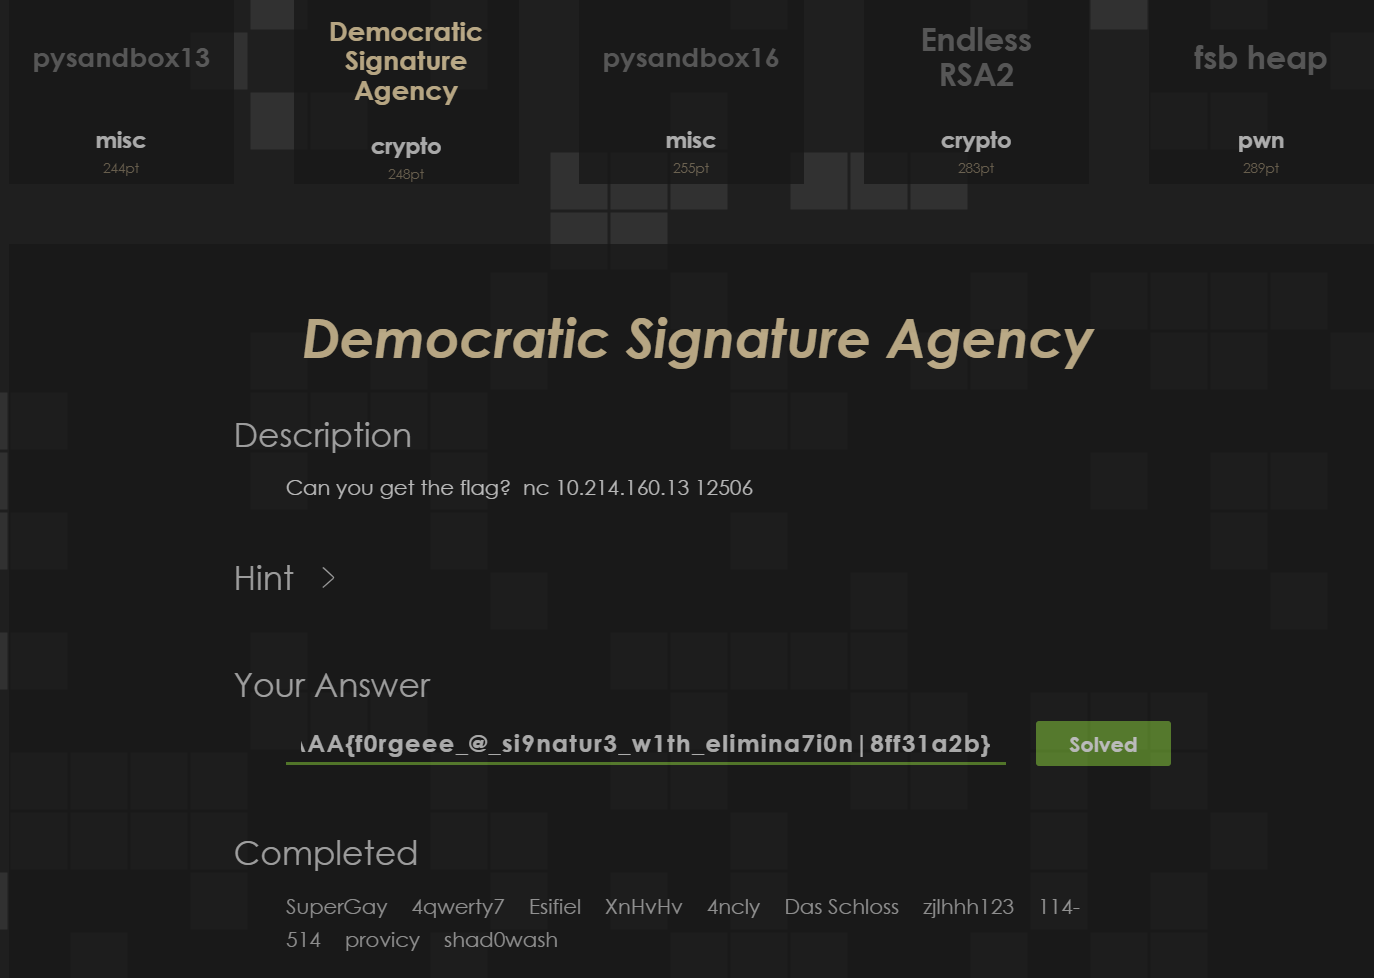 pysandbox13
Democratic
Signature
Agency
pysandbox16
Endless
RSA2
fsb heap
misc
crypto
misc
crypto
pwn
244pt
248pt
255pt
283pt
289pt
Democratic Signature Agency
Description
Can you get the flag? nc 10.214.160.13 12506
Hint >
Your Answer
AAA{f0rgeee_@_si9natur3_w1th_elimina7i0n|8ff31a2b}
Solved
Completed
SuperGay 4qwerty7 Esifiel XnHvHv 4ncly Das Schloss zjlhhh123 114-
514 provicy shad0wash